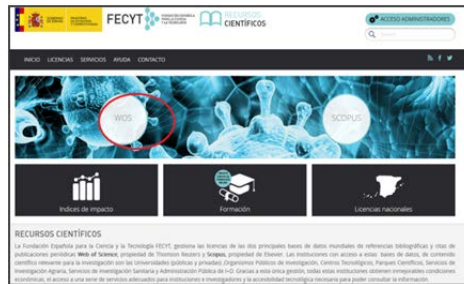 FECYT
RECURSOS
CIENTÍFICOS
ACCESO ADMINISTRADORES
INICIO LICENCIAS SERVICIOS AYUDA CONTACTO
WOS
SCOPUS
Indices de impacto
Formación
Licencias nacionales
RECURSOS CIENTÍFICOS
La Fundación Española para la Ciencia y la Tecnología FECYT, gestiona las licencias de las dos principales bases de datos mundiales de referencias bibliográficas y citas de
publicaciones periódicas Web of Science, propiedad de Thomson Reuters y Scopus, propiedad de Elsevier. Las instituciones con acceso a estas bases de datos, de contenido
científico relevante para la investigación son las Universidades (públicas y privadas) Organismos Públicos de Investigación, Centros Tecnológicos, Parques Científicos, Servicios de
Investigación Agraria, Servicios de Investigación Sanitaria y Administración Pública de I+D. Gracias a esta única gestión, todas estas instituciones obtienen inmejorables condiciones
económicas, el acceso a una serie de servicios adecuados para instituciones e investigadores y la accesibilidad tecnológica necesaria para poder consultar la información.